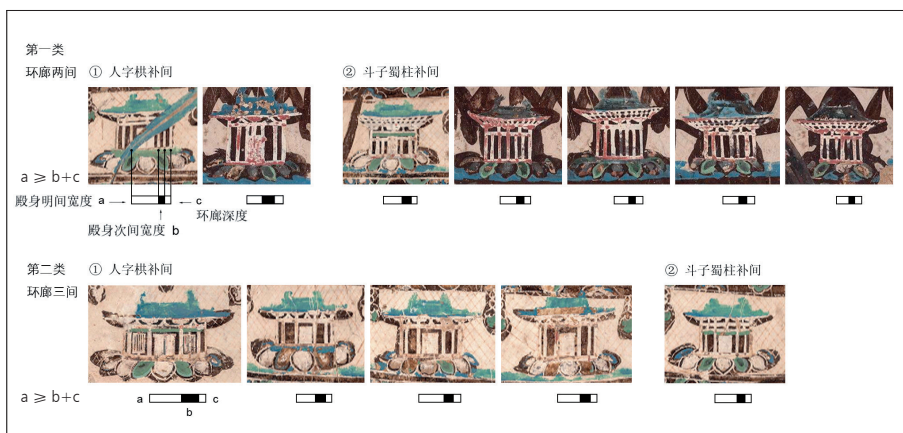 第一类
环廊两间 ① 人字栱补间 ② 斗子蜀柱补间
a ≥ b+c
殿身明间宽度 a c
环廊深度
殿身次间宽度 b
第二类 ① 人字栱补间 ② 斗子蜀柱补间
环廊三间
a ≥ b+c a c
b